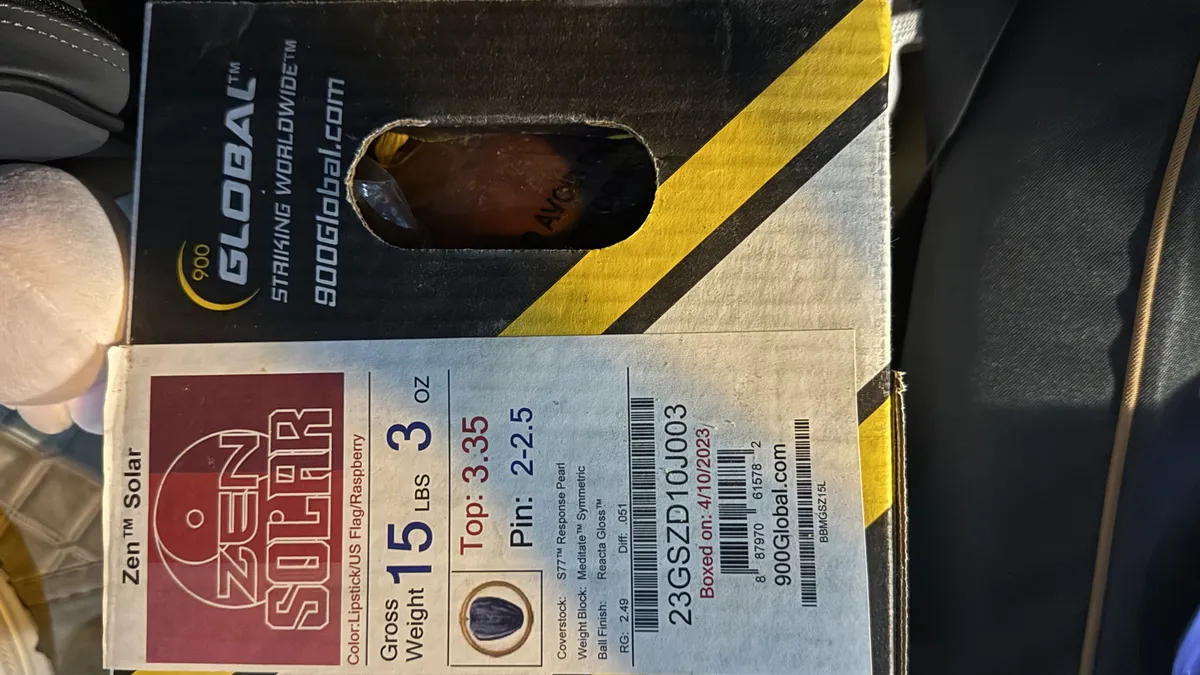 900
GLOBAL™
STRIKING WORLDWIDE™
900Global.com
Zen™ Solar
ZEN
SOLAR
Color:Lipstick/US Flag/Raspberry
Gross
Weight 15 LBS 3 OZ
Top: 3.35
Pin: 2-2.5
Coverstock: S77™ Response Pearl
Weight Block: Meditate™ Symmetric
Ball Finish: Reacta Gloss™
RG: 2.49 Diff: .051
23GSZD10J003
Boxed on: 4/10/2023
8 87970 61578 2
900Global.com
BBMGSZ15L